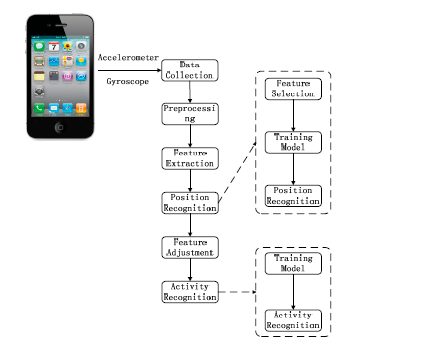 Accelerometer
Gyroscope
Data
Collection
Preprocessi
ng
Feature
Extraction
Position
Recognition
Feature
Adjustment
Activity
Recognition
Feature
Selection
Training
Model
Position
Recognition
Training
Model
Activity
Recognition